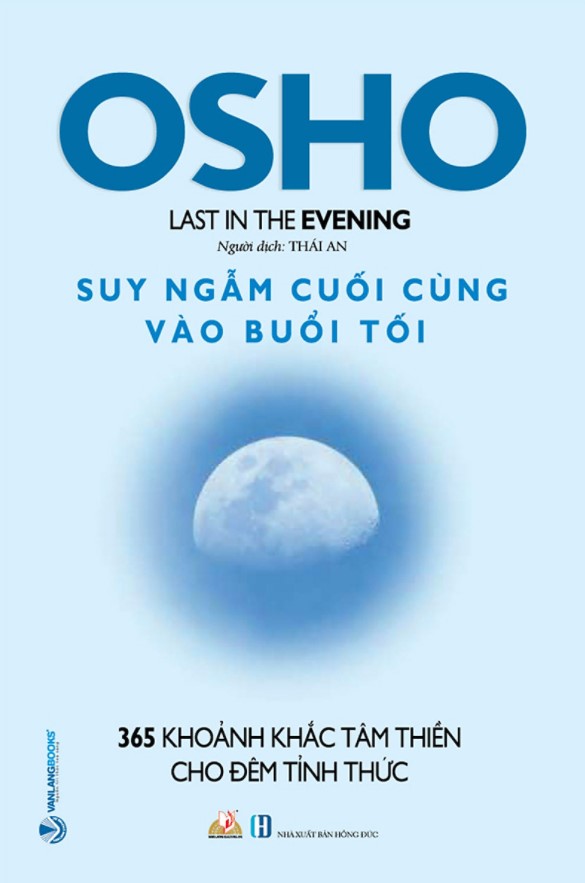 OSHO
LAST IN THE EVENING
Người dịch: THÁI AN
SUY NGẪM CUỐI CÙNG
VÀO BUỔI TỐI
365 KHOẢNH KHẮC TÂM THIỀN
CHO ĐÊM TỈNH THỨC
VANLANGBOOKS
NHÀ XUẤT BẢN HỒNG ĐỨC